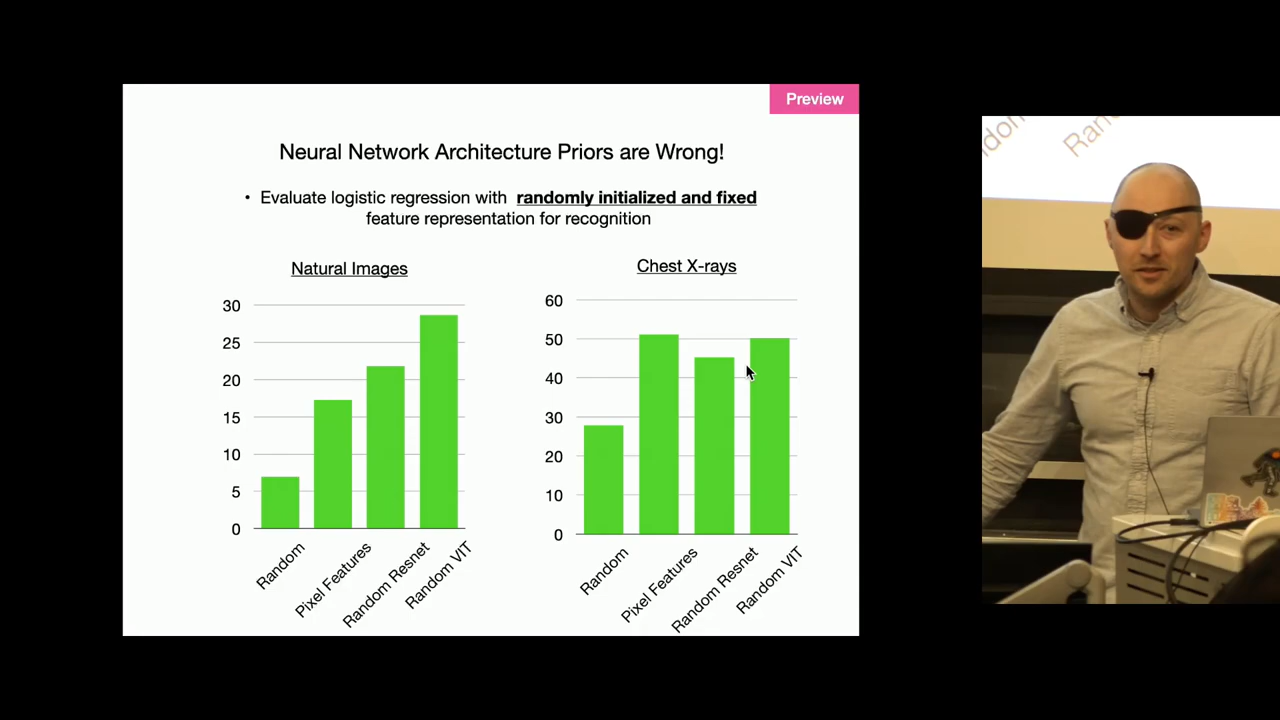 Preview
Neural Network Architecture Priors are Wrong!
• Evaluate logistic regression with randomly initialized and fixed
feature representation for recognition
Natural Images
30
25
20
15
10
5
0
Random
Pixel Features
Random Resnet
Random VIT
Chest X-rays
60
50
40
30
20
10
0
Random
Pixel Features
Random Resnet
Random VIT